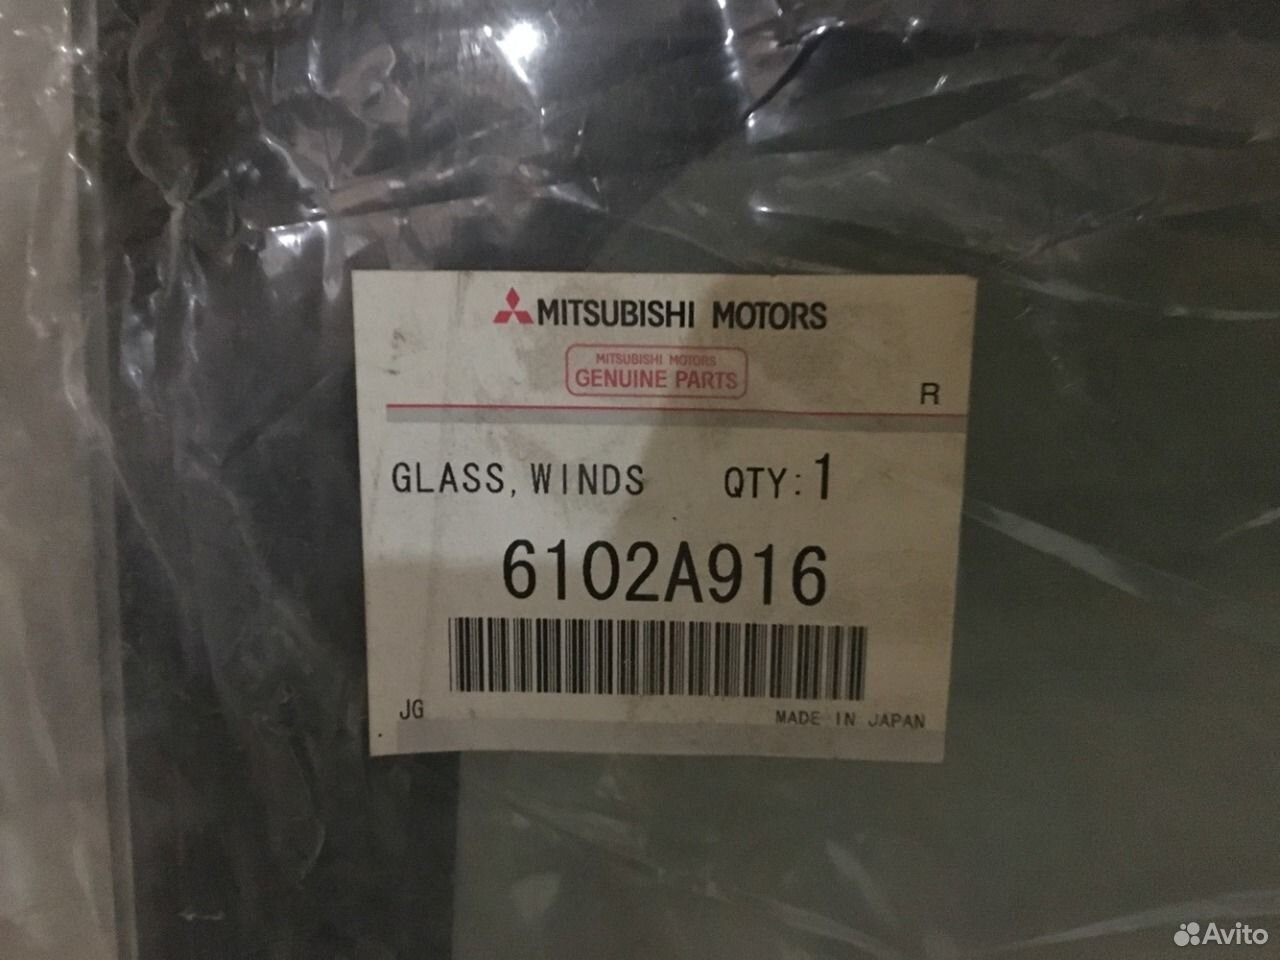 MITSUBISHI MOTORS
MITSUBISHI MOTORS
GENUINE PARTS
R
GLASS, WINDS QTY: 1
6102A916
JG
MADE IN JAPAN
Avito